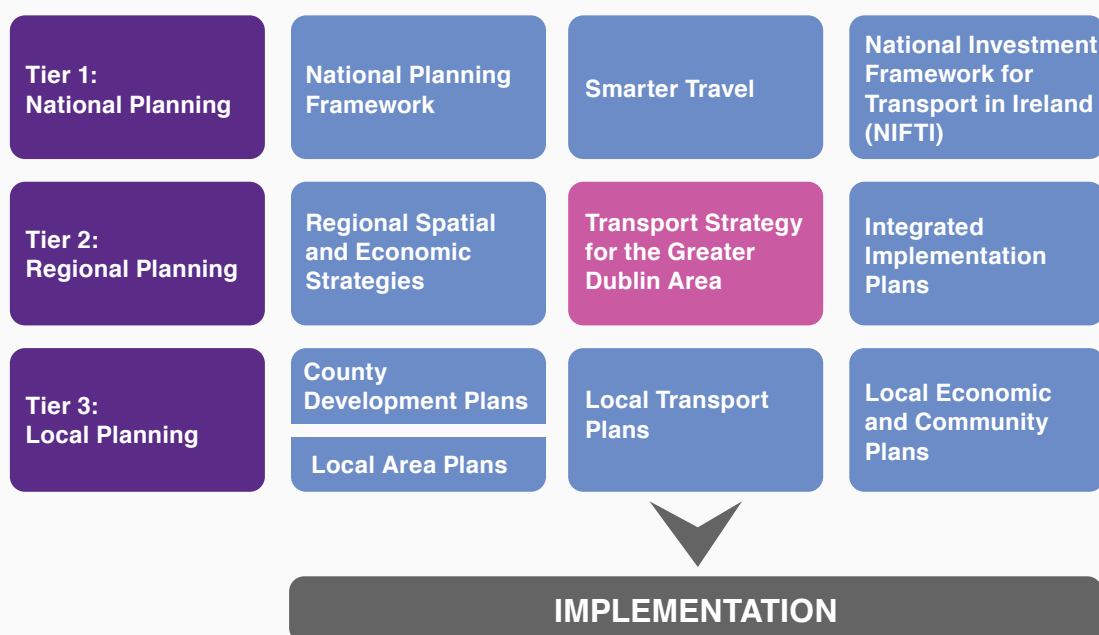 Tier 1:
National Planning
National Planning
Framework
Smarter Travel
National Investment
Framework for
Transport in Ireland
(NIFTI)
Tier 2:
Regional Planning
Regional Spatial
and Economic
Strategies
Transport Strategy
for the Greater
Dublin Area
Integrated
Implementation
Plans
Tier 3:
Local Planning
County
Development Plans
Local Area Plans
Local Transport
Plans
Local Economic
and Community
Plans
IMPLEMENTATION